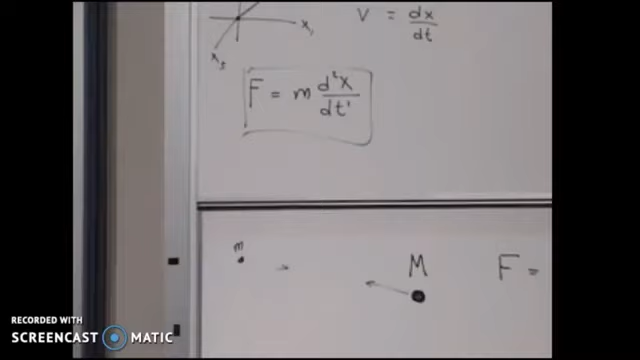 x₁
V = dx/dt
x₃
F = m d²x/dt²
m
M
F =
RECORDED WITH
SCREENCAST MATIC